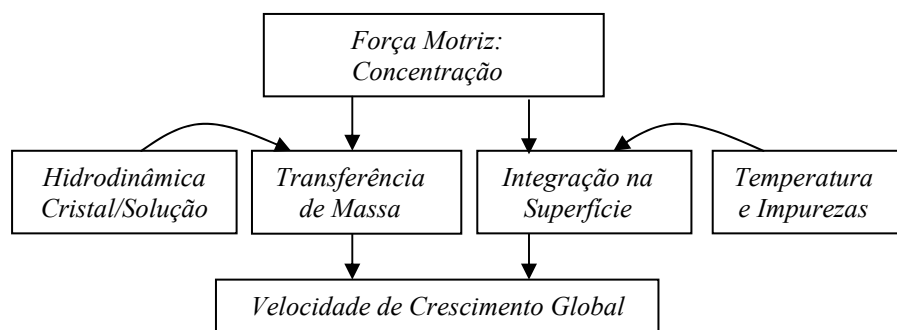 Força Motriz:
Concentração
Hidrodinâmica
Cristal/Solução
Transferência
de Massa
Integração na
Superfície
Temperatura
e Impurezas
Velocidade de Crescimento Global